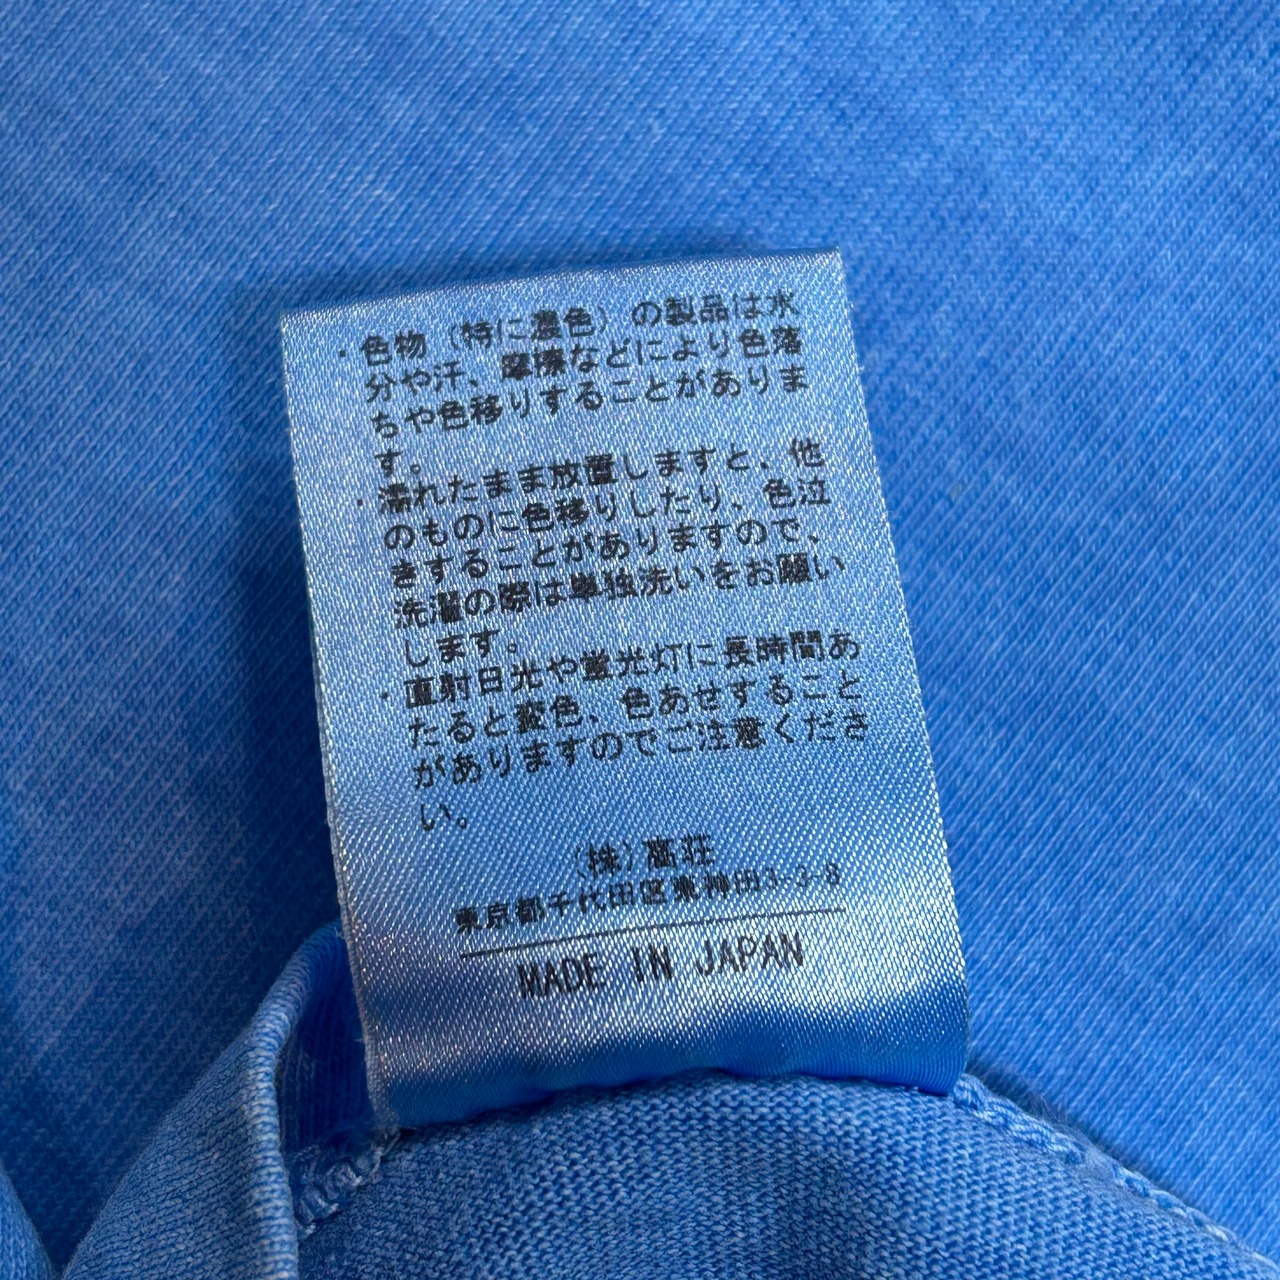 ・色物（特に濃色）の製品は水
分や汗、摩擦などにより色落
ちや色移りすることがありま
す。
・濡れたまま放置しますと、他
のものに色移りしたり、色泣
きすることがありますので、
洗濯の際は単独洗いをお願い
します。
・直射日光や蛍光灯に長時間あ
たると変色、色あせすること
がありますのでご注意くださ
い。
（株）高荘
東京都千代田区東神田3-3-8
MADE IN JAPAN